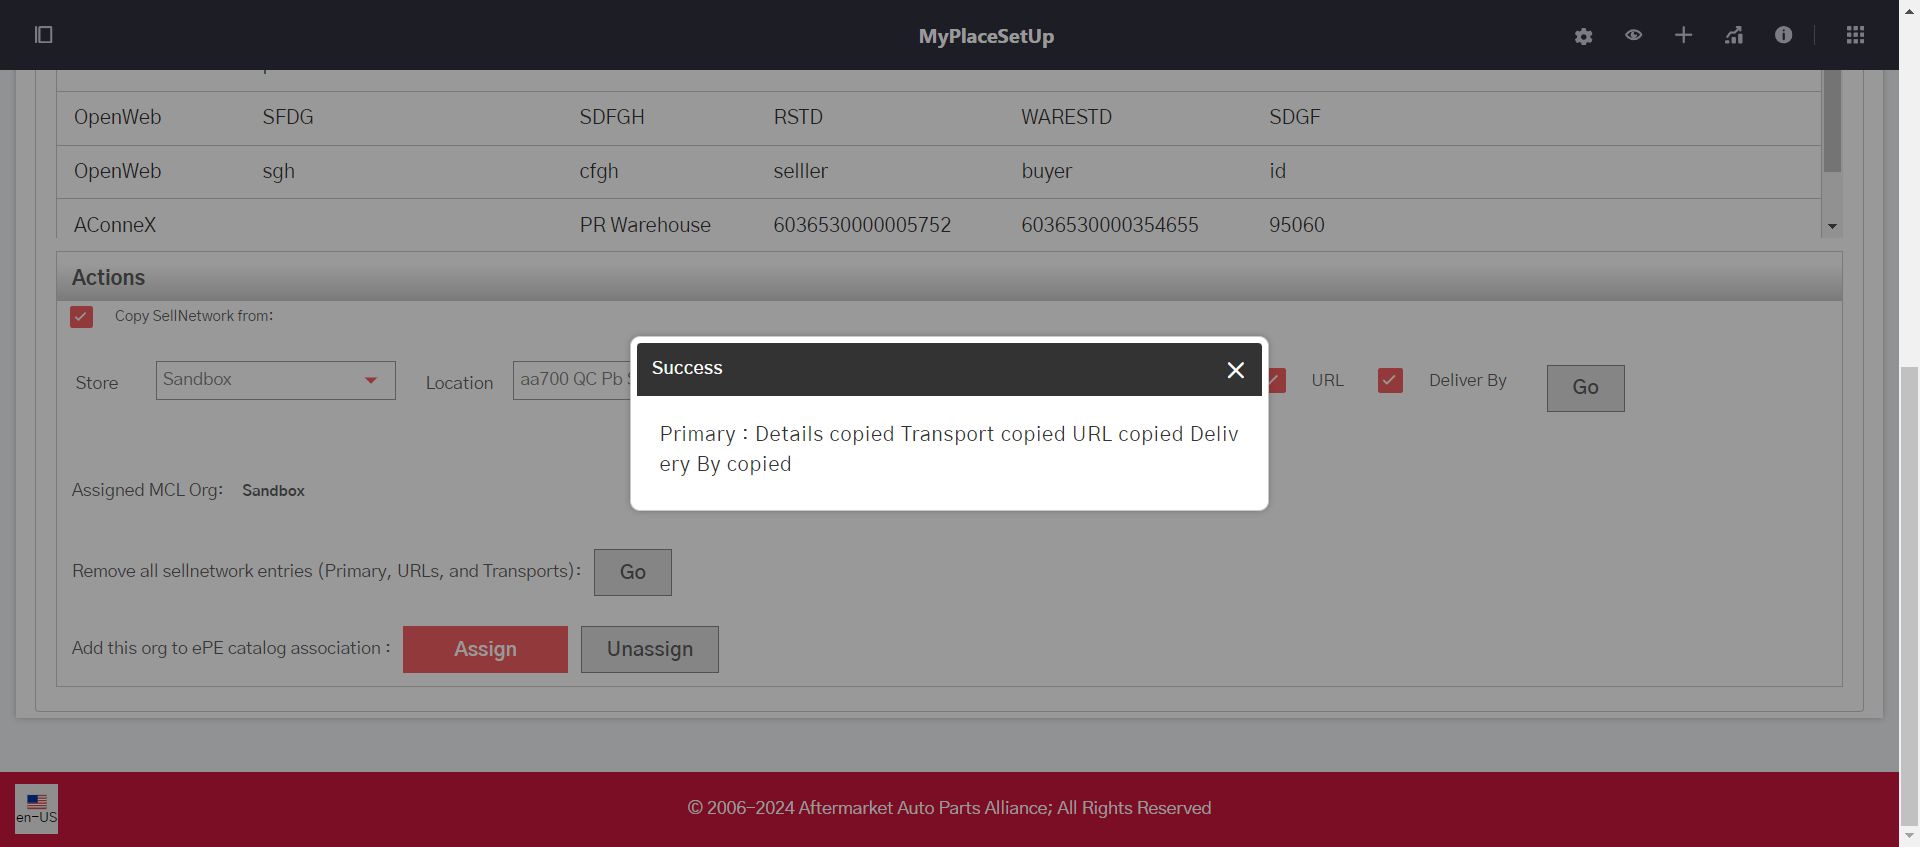 MyPlaceSetUp
OpenWeb SFDG SDFGH RSTD WARESTD SDGF
OpenWeb sgh cfgh selller buyer id
AConneX PR Warehouse 6036530000005752 6036530000354655 95060
Actions
Copy SellNetwork from:
Success
Store Sandbox Location aa700 QC Pb URL Deliver By Go
Primary : Details copied Transport copied URL copied Deliv
ery By copied
Assigned MCL Org: Sandbox
Remove all sellnetwork entries (Primary, URLs, and Transports): Go
Add this org to ePE catalog association : Assign Unassign
© 2006-2024 Aftermarket Auto Parts Alliance; All Rights Reserved
en-US